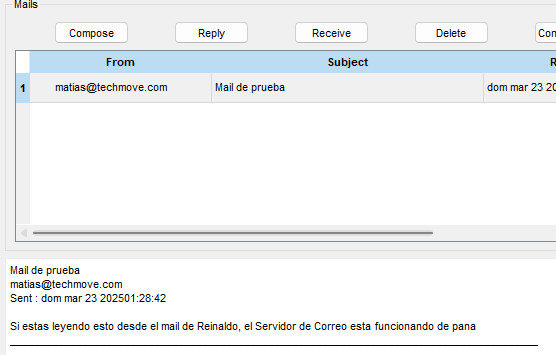 Mails
Compose Reply Receive Delete
From Subject
1 matias@techmove.com Mail de prueba dom mar 23 20
Mail de prueba
matias@techmove.com
Sent : dom mar 23 202501:28:42
Si estas leyendo esto desde el mail de Reinaldo, el Servidor de Correo esta funcionando de pana